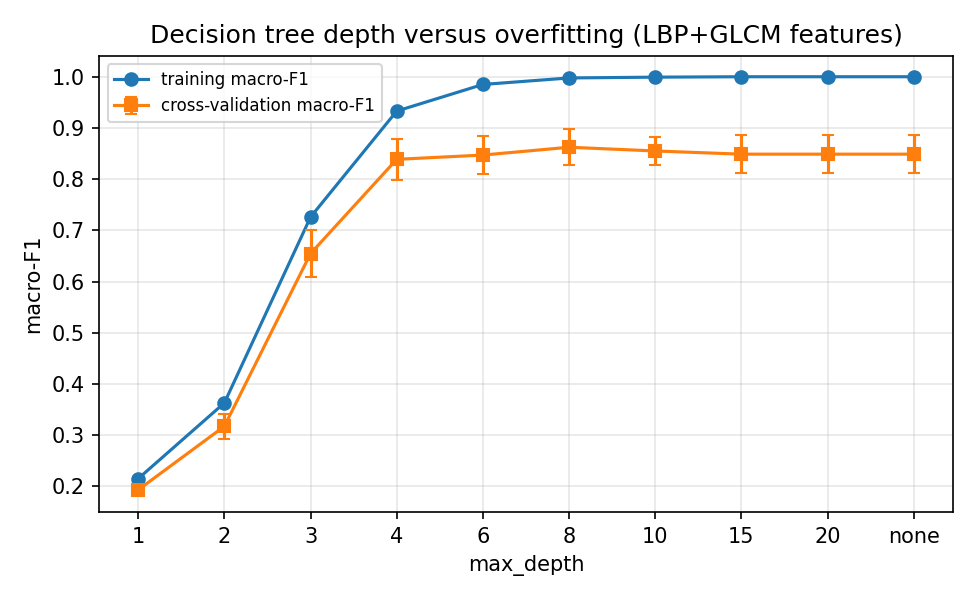 Decision tree depth versus overfitting (LBP+GLCM features)
training macro-F1
cross-validation macro-F1
macro-F1
1.0
0.9
0.8
0.7
0.6
0.5
0.4
0.3
0.2
1 2 3 4 6 8 10 15 20 none
max_depth